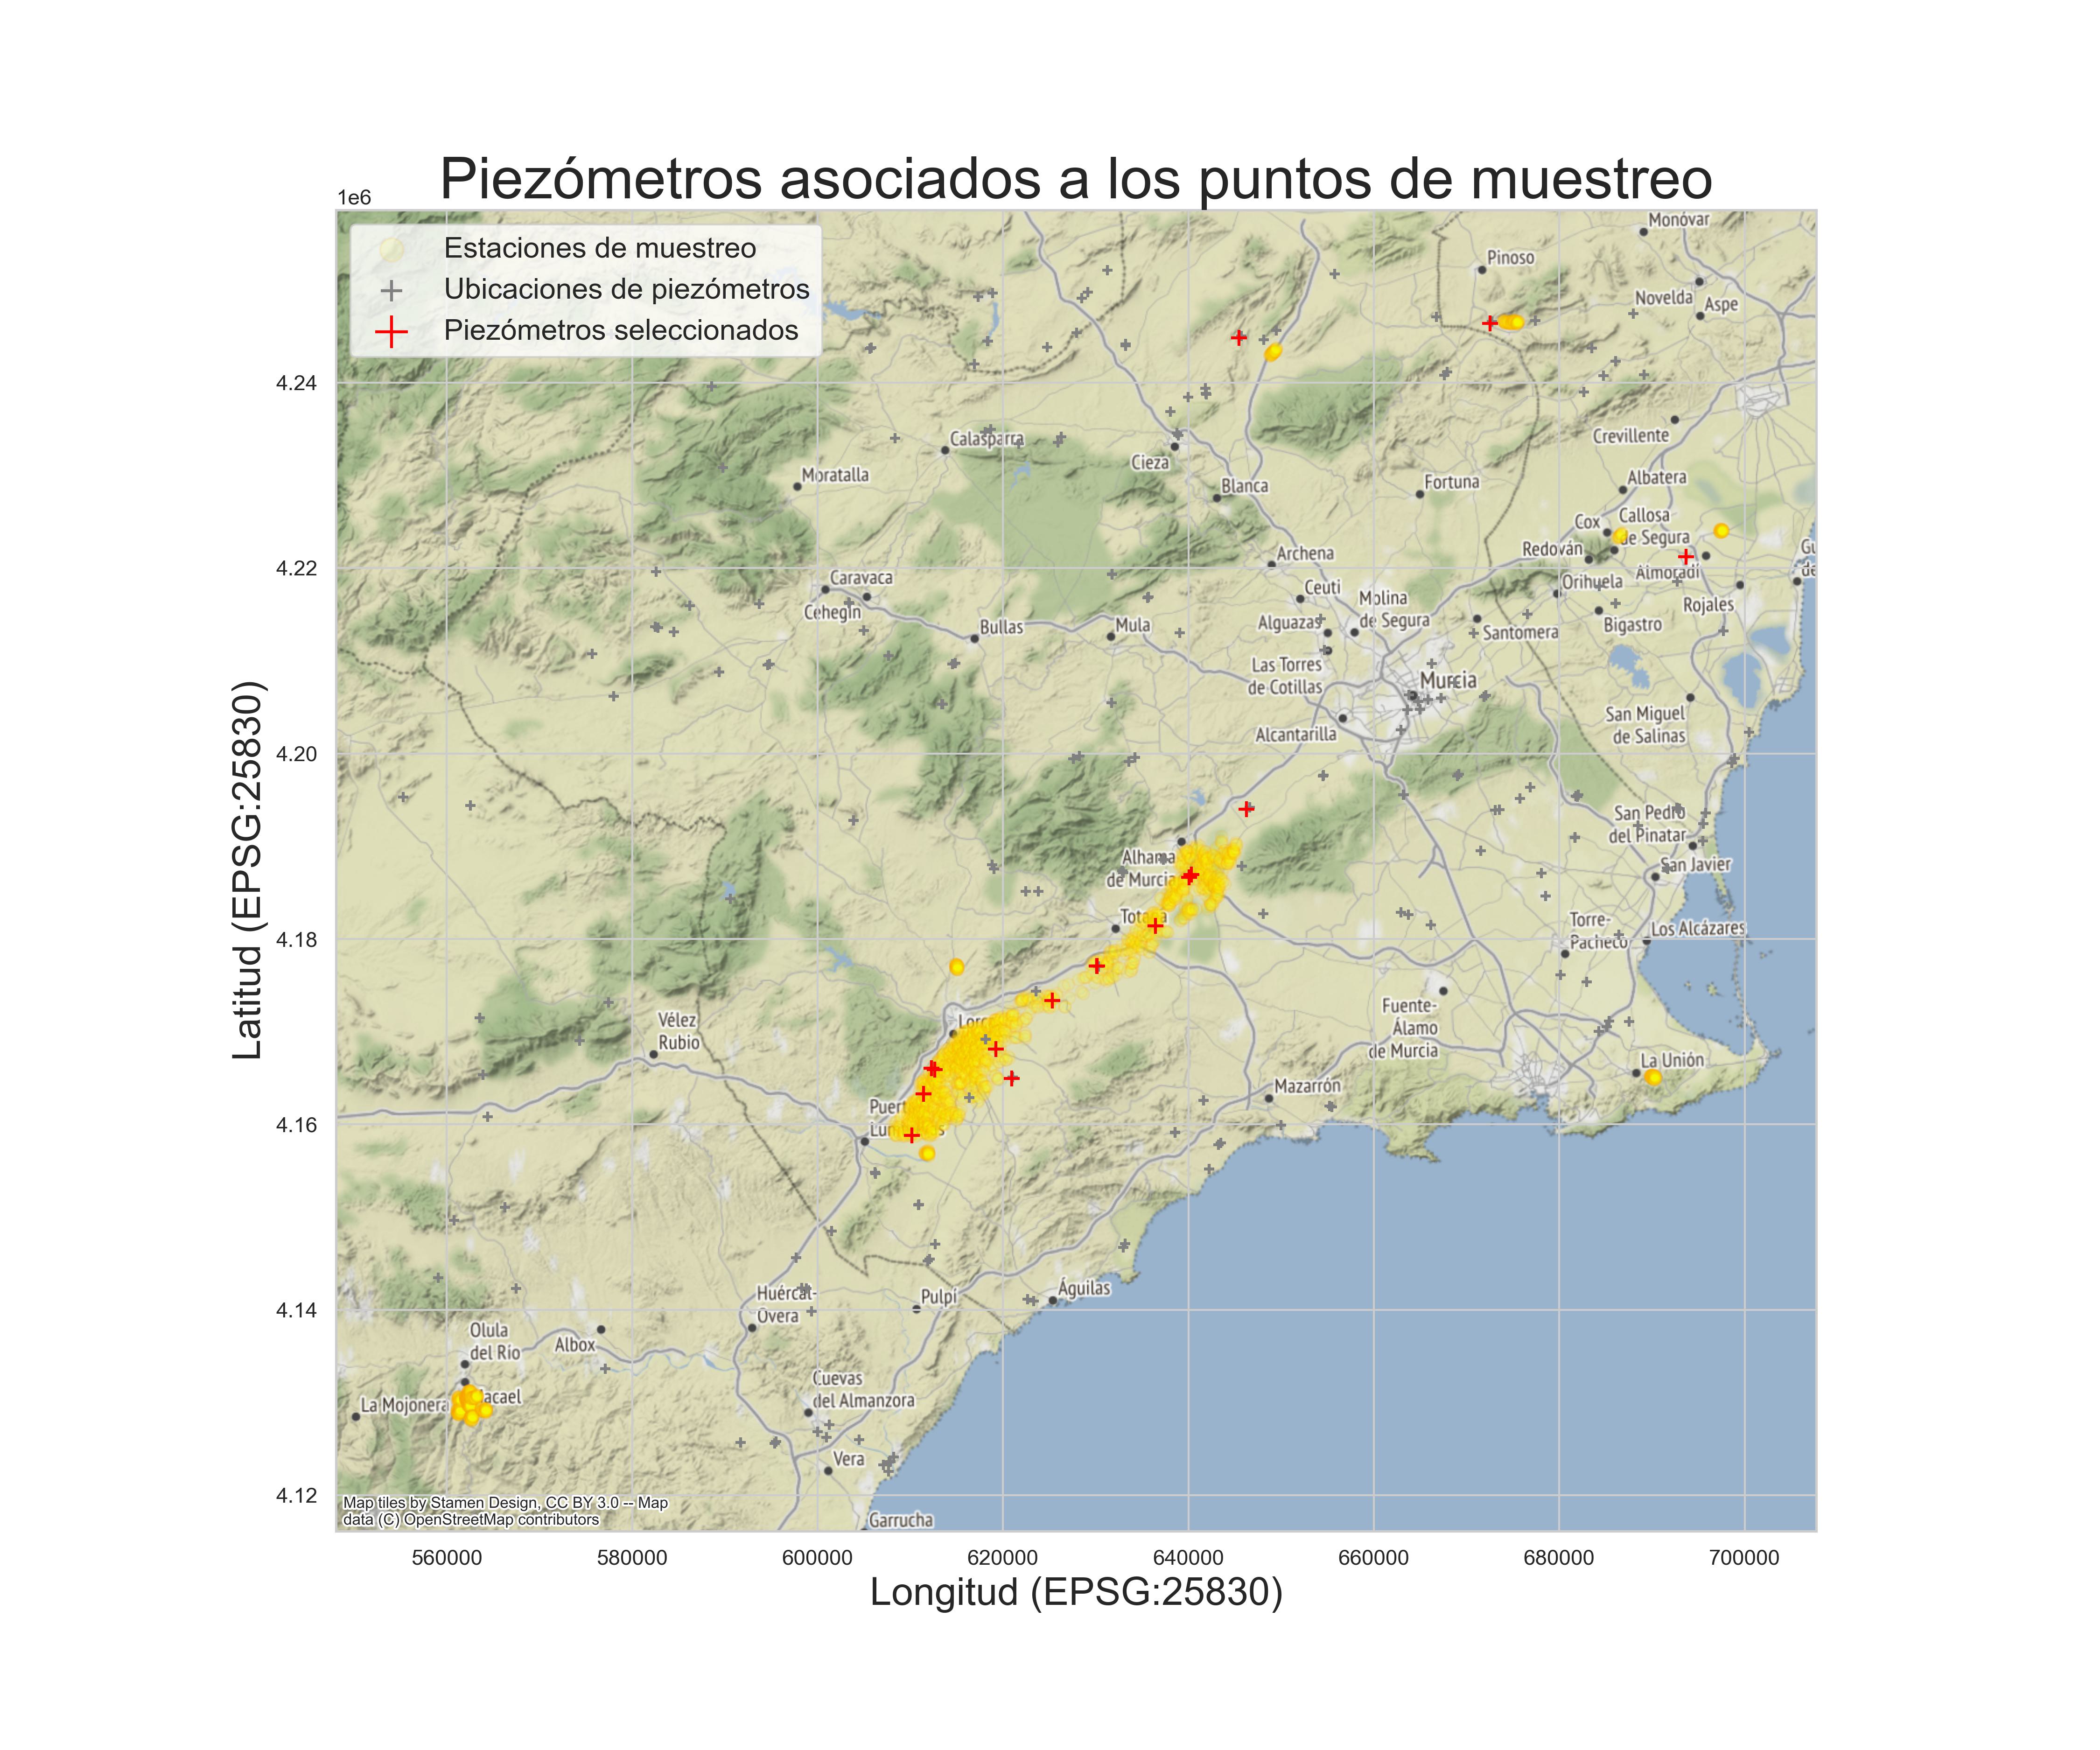 Piezómetros asociados a los puntos de muestreo
1e6
Estaciones de muestreo
Ubicaciones de piezómetros
Piezómetros seleccionados
Monóvar
Pinoso
Novelda
Aspe
4.24
Crevillente
Calasparra
Cieza
Moratalla
Blanca
Fortuna
Albatera
Cox
Callosa
de Segura
Redován
Almoradí
Archena
4.22
Caravaca
Cehegín
Ceuti
Molina
de Segura
Orihuela
Rojales
Bullas
Mula
Alguazas
Santomera
Bigastro
Las Torres
de Cotillas
Murcia
San Miguel
de Salinas
Alcantarilla
4.20
San Pedro
del Pinatar
Alhama
de Murcia
San Javier
Torre-
Pacheco
Los Alcázares
4.18
Fuente-
Álamo
de Murcia
Vélez
Rubio
La Unión
Mazarrón
4.16
Huércal-
Overa
Pulpí
Águilas
4.14
Olula
del Río
Albox
Cuevas
del Almanzora
La Mojonera
Vera
4.12
Map tiles by Stamen Design, CC BY 3.0 -- Map
data (C) OpenStreetMap contributors
Garrucha
560000 580000 600000 620000 640000 660000 680000 700000
Longitud (EPSG:25830)
Latitud (EPSG:25830)